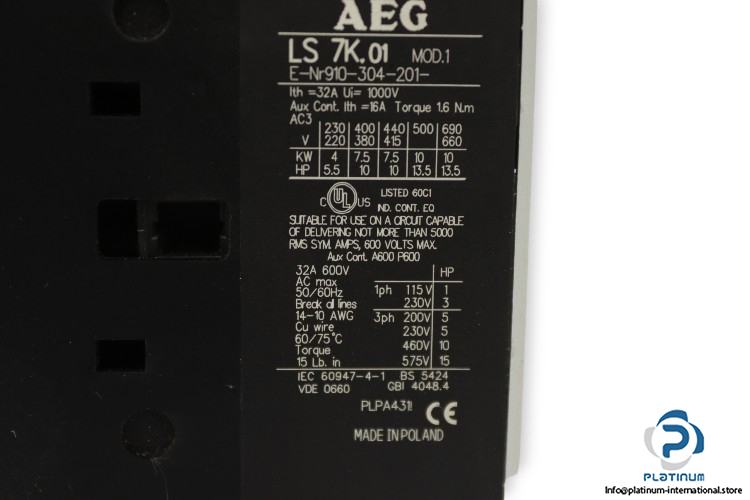 AEG
LS 7K.01 MOD.1
E-Nr910-304-201-
Ith =32A Ui= 1000V
Aux Cont. Ith =16A Torque 1.6 N.m
AC3
230 400 440 500 690
V 220 380 415 660
KW 4 7.5 7.5 10 10
HP 5.5 10 10 13.5 13.5
C UL US LISTED 60C1
IND. CONT. EQ
SUITABLE FOR USE ON A CIRCUIT CAPABLE
OF DELIVERING NOT MORE THAN 5000
RMS SYM. AMPS, 600 VOLTS MAX.
Aux Cont. A600 P600
32A 600V HP
AC max
50/60Hz 1ph 115V 1
Break all lines 230V 3
14-10 AWG 3ph 200V 5
Cu wire 230V 5
60/75°C
Torque 460V 10
15 Lb. in 575V 15
IEC 60947-4-1 BS 5424
VDE 0660 GBI 4048.4
PLPA431! CE
MADE IN POLAND
PLATINUM
Info@platinum-international.store